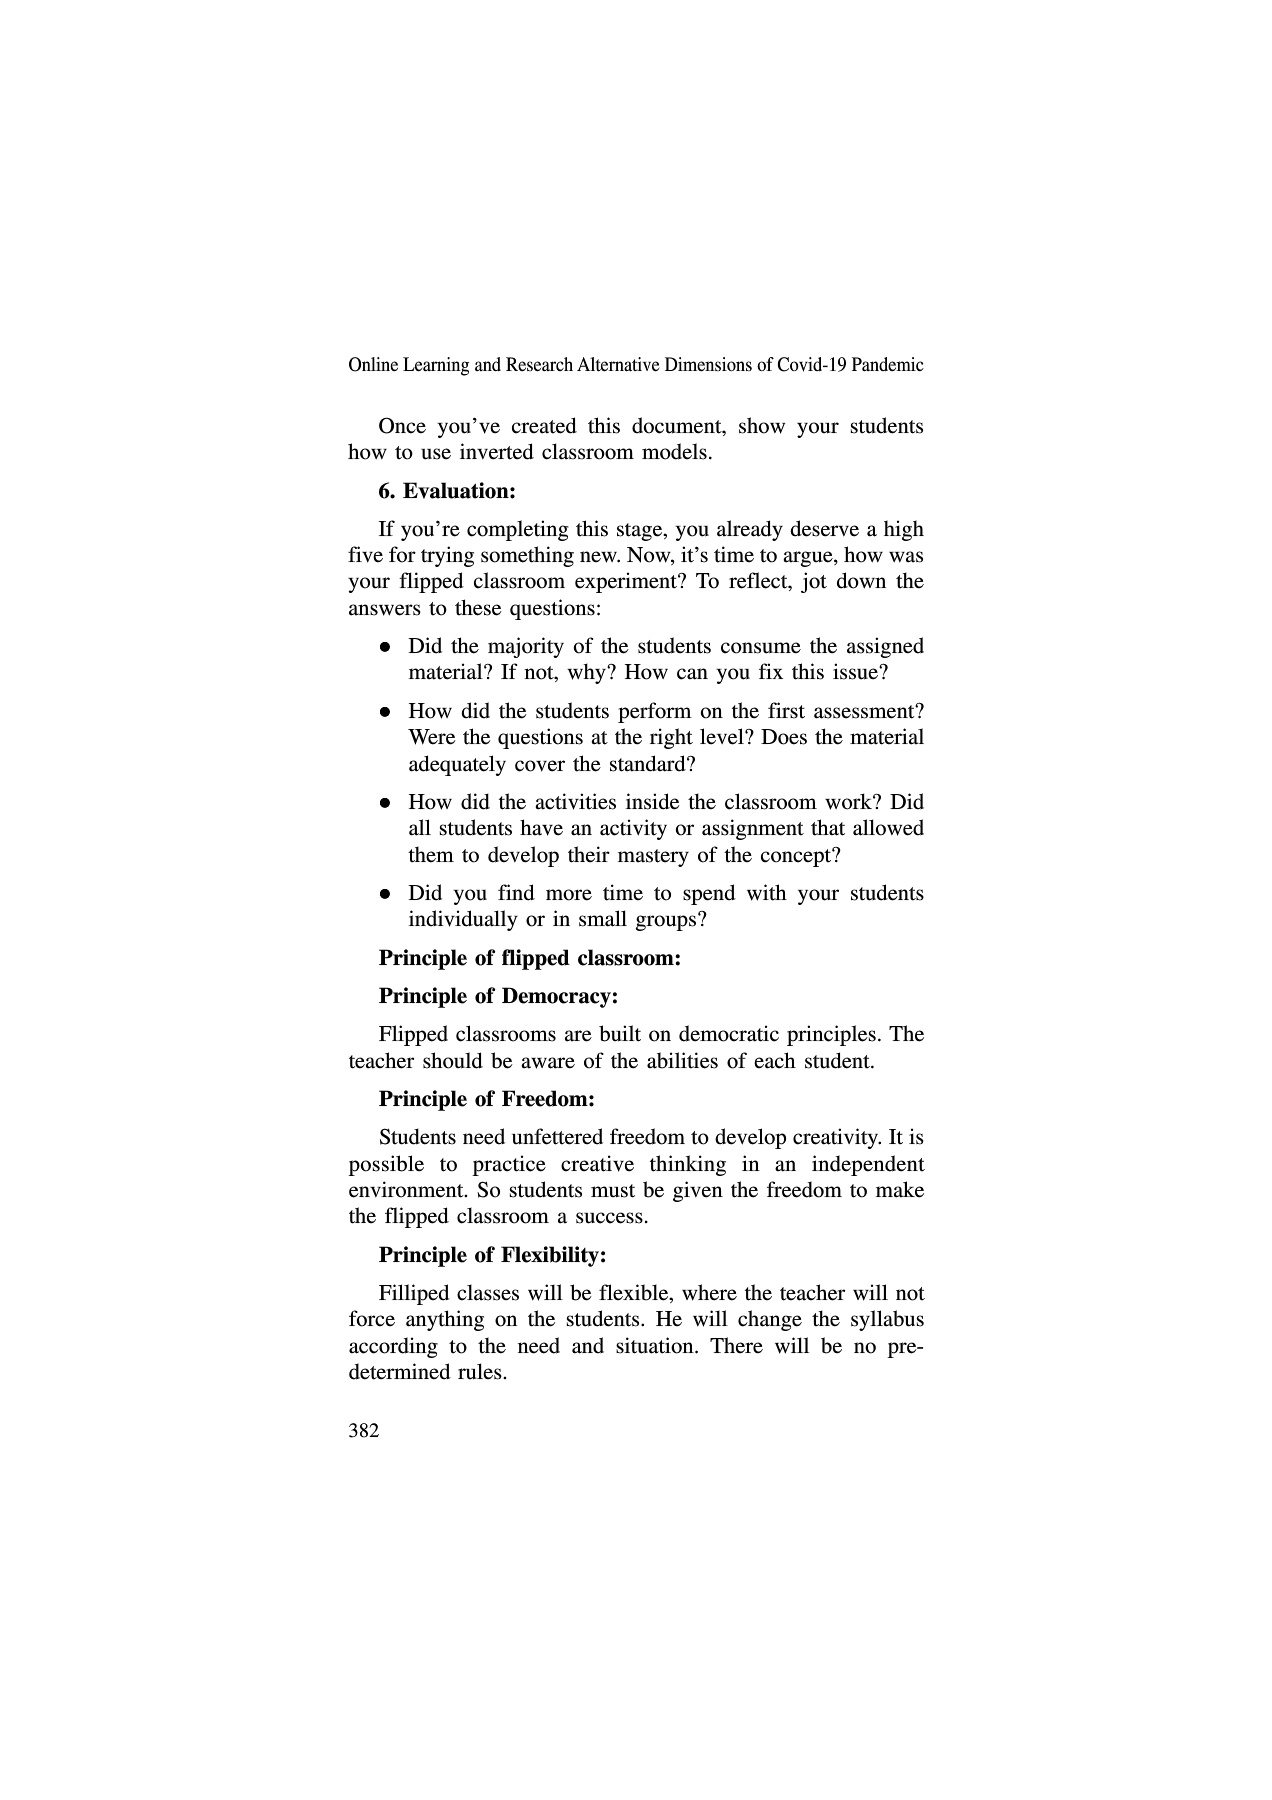 Online Learning and Research Alternative Dimensions of Covid-19 Pandemic
Once you’ve created this document, show your students
how to use inverted classroom models.
6. Evaluation:
If you’re completing this stage, you already deserve a high
five for trying something new. Now, it’s time to argue, how was
your flipped classroom experiment? To reflect, jot down the
answers to these questions:
● Did the majority of the students consume the assigned
material? If not, why? How can you fix this issue?
● How did the students perform on the first assessment?
Were the questions at the right level? Does the material
adequately cover the standard?
● How did the activities inside the classroom work? Did
all students have an activity or assignment that allowed
them to develop their mastery of the concept?
● Did you find more time to spend with your students
individually or in small groups?
Principle of flipped classroom:
Principle of Democracy:
Flipped classrooms are built on democratic principles. The
teacher should be aware of the abilities of each student.
Principle of Freedom:
Students need unfettered freedom to develop creativity. It is
possible to practice creative thinking in an independent
environment. So students must be given the freedom to make
the flipped classroom a success.
Principle of Flexibility:
Filliped classes will be flexible, where the teacher will not
force anything on the students. He will change the syllabus
according to the need and situation. There will be no pre-
determined rules.
382